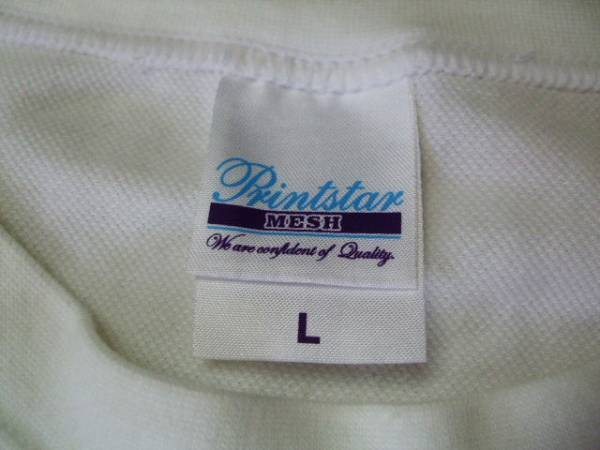 Printstar
MESH
We are confident of Quality.
L